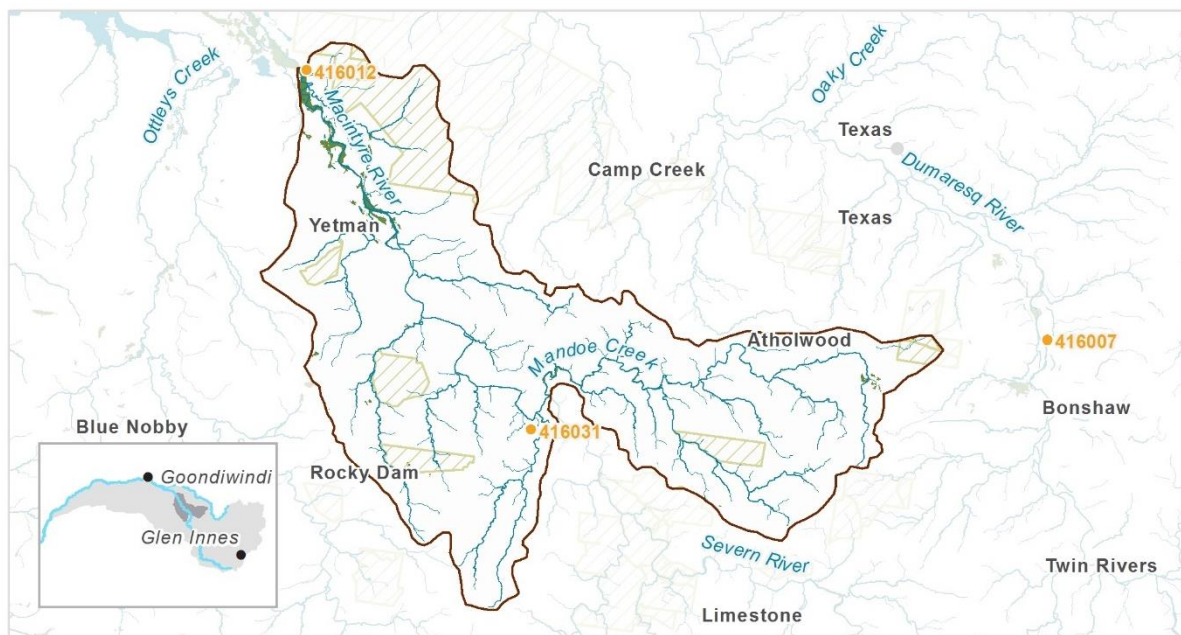 416012
Ottleys Creek
Macintyre River
Oaky Creek
Texas
Camp Creek
Dumaresq River
Texas
Yetman
Atholwood
416007
Mandoe Creek
Bonshaw
Blue Nobby
416031
Rocky Dam
Goondiwindi
Glen Innes
Severn River
Twin Rivers
Limestone